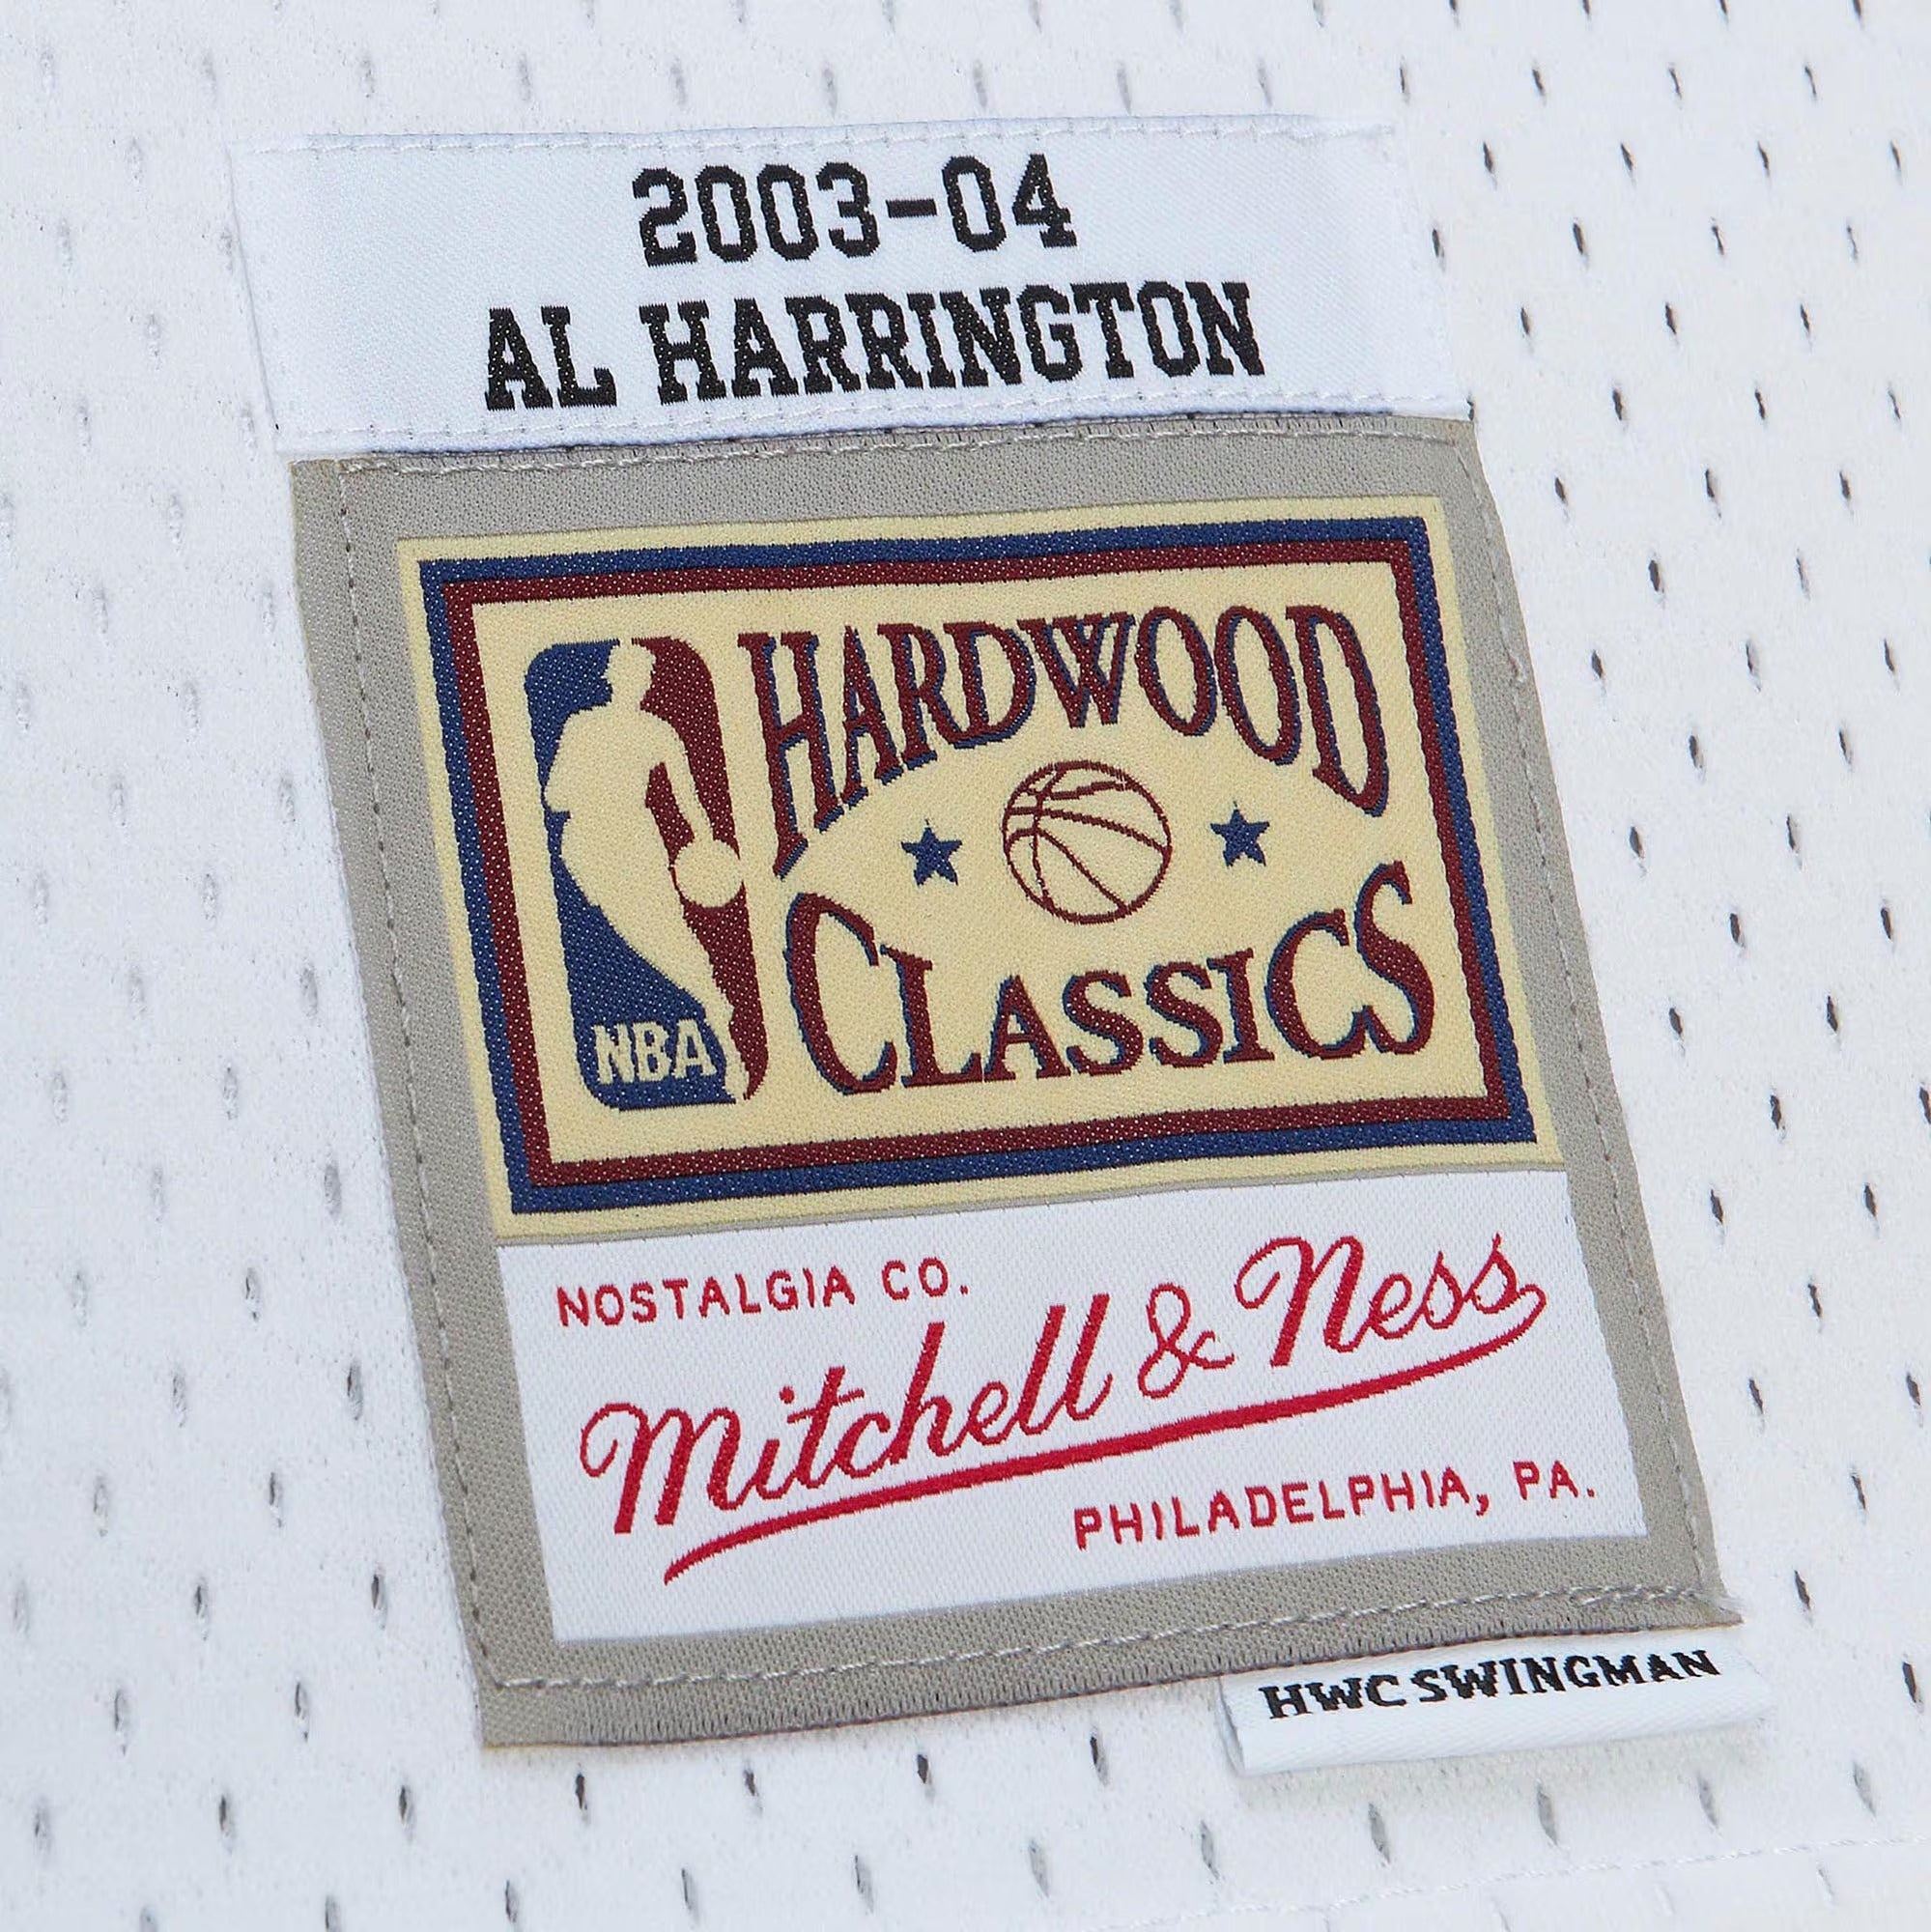 2003-04
AL HARRINGTON
HARDWOOD
CLASSICS
NBA
NOSTALGIA CO.
Mitchell & Ness
PHILADELPHIA, PA.
HWC SWINGMAN